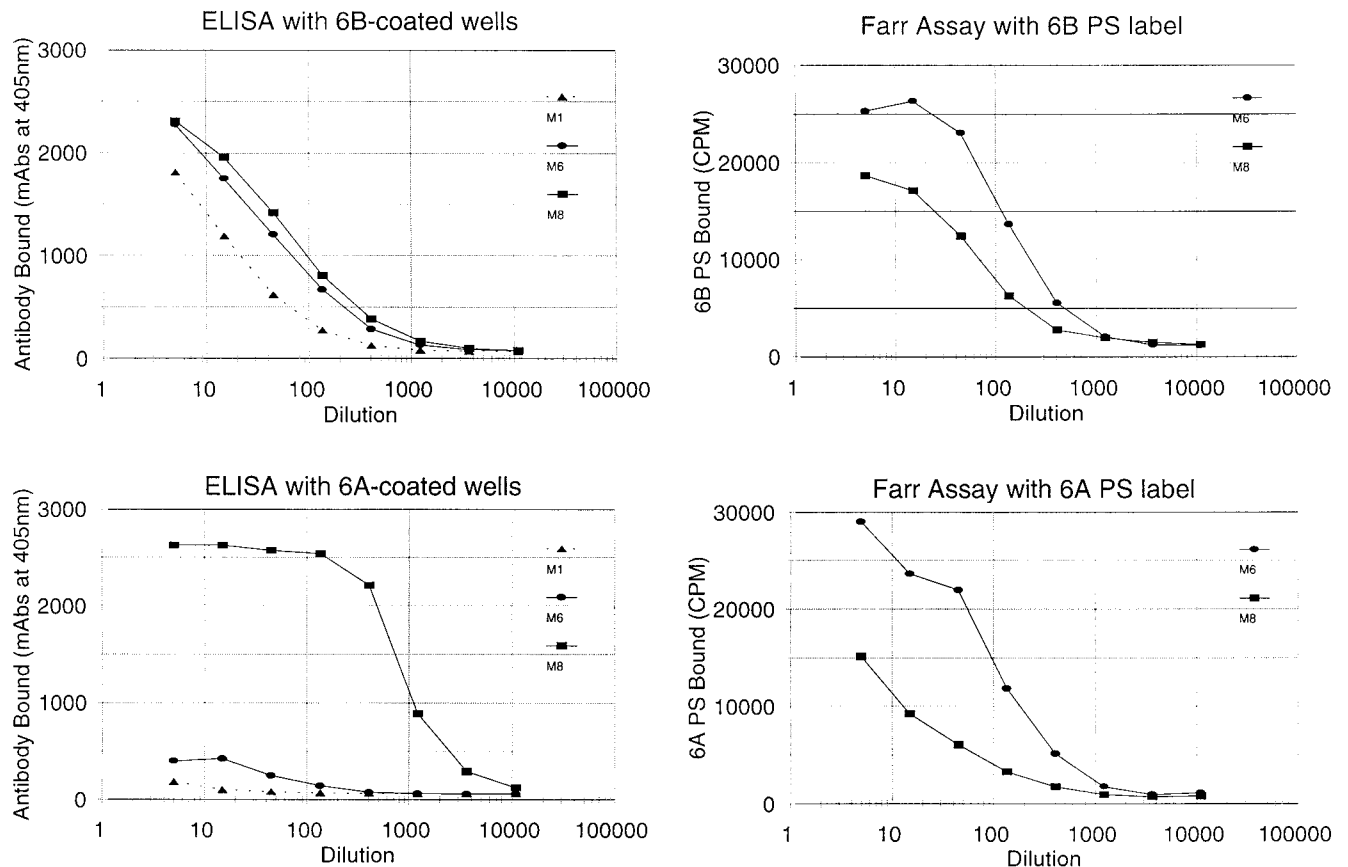 ELISA with 6B-coated wells
Antibody Bound (mAbs at 405nm)
3000
2000
1000
0
M1
M6
M8
1 10 100 1000 10000 100000
Dilution
Farr Assay with 6B PS label
6B PS Bound (CPM)
30000
20000
10000
0
M6
M8
1 10 100 1000 10000 100000
Dilution
ELISA with 6A-coated wells
Antibody Bound (mAbs at 405nm)
3000
2000
1000
0
M1
M6
M8
1 10 100 1000 10000 100000
Dilution
Farr Assay with 6A PS label
6A PS Bound (CPM)
30000
20000
10000
0
M6
M8
1 10 100 1000 10000 100000
Dilution